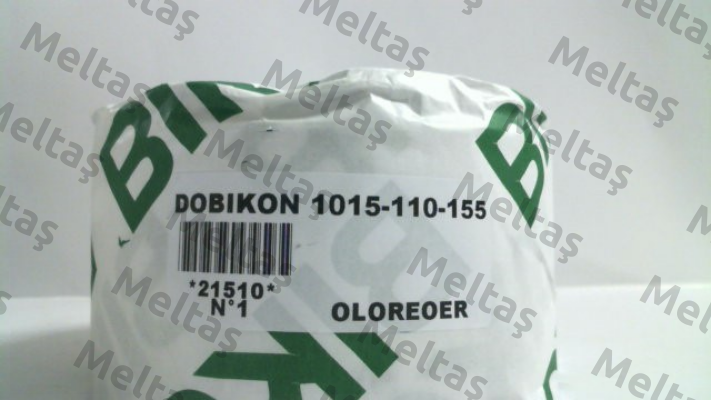 DOBIKON 1015-110-155
*21510*
N°1
OLOREOER
Meltaş